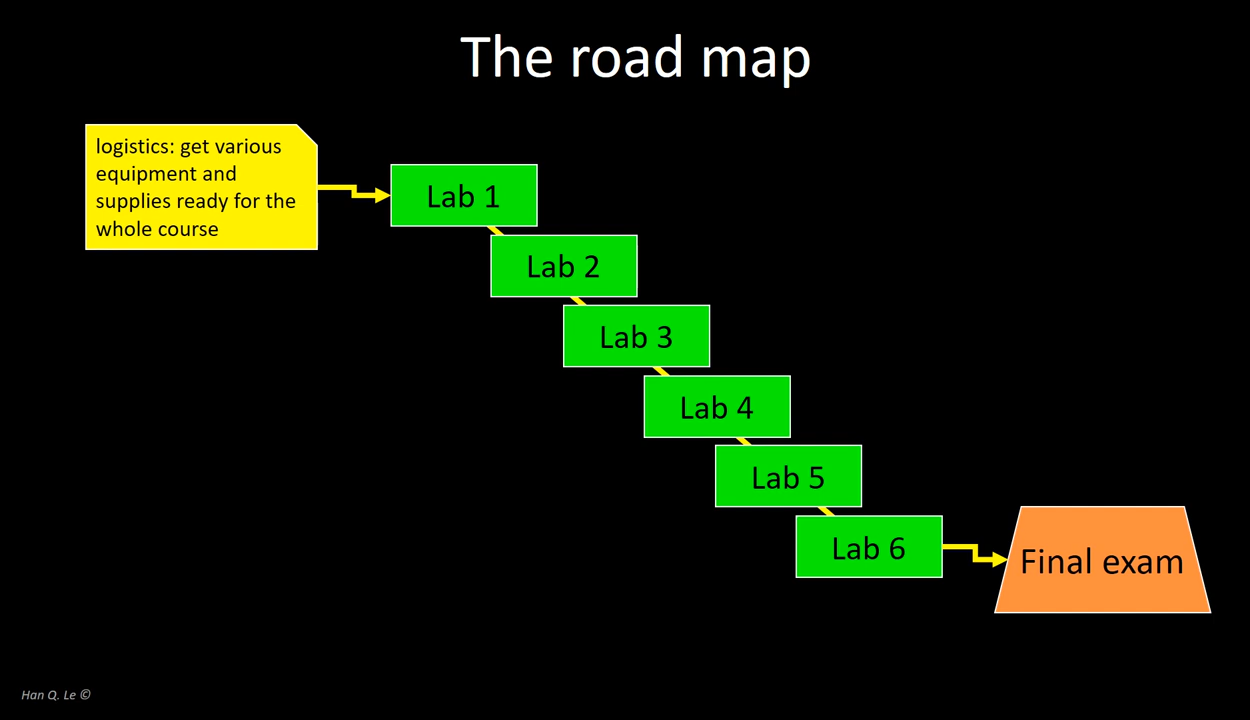 The road map
logistics: get various
equipment and
supplies ready for the
whole course
Lab 1
Lab 2
Lab 3
Lab 4
Lab 5
Lab 6
Final exam
Han Q. Le ©